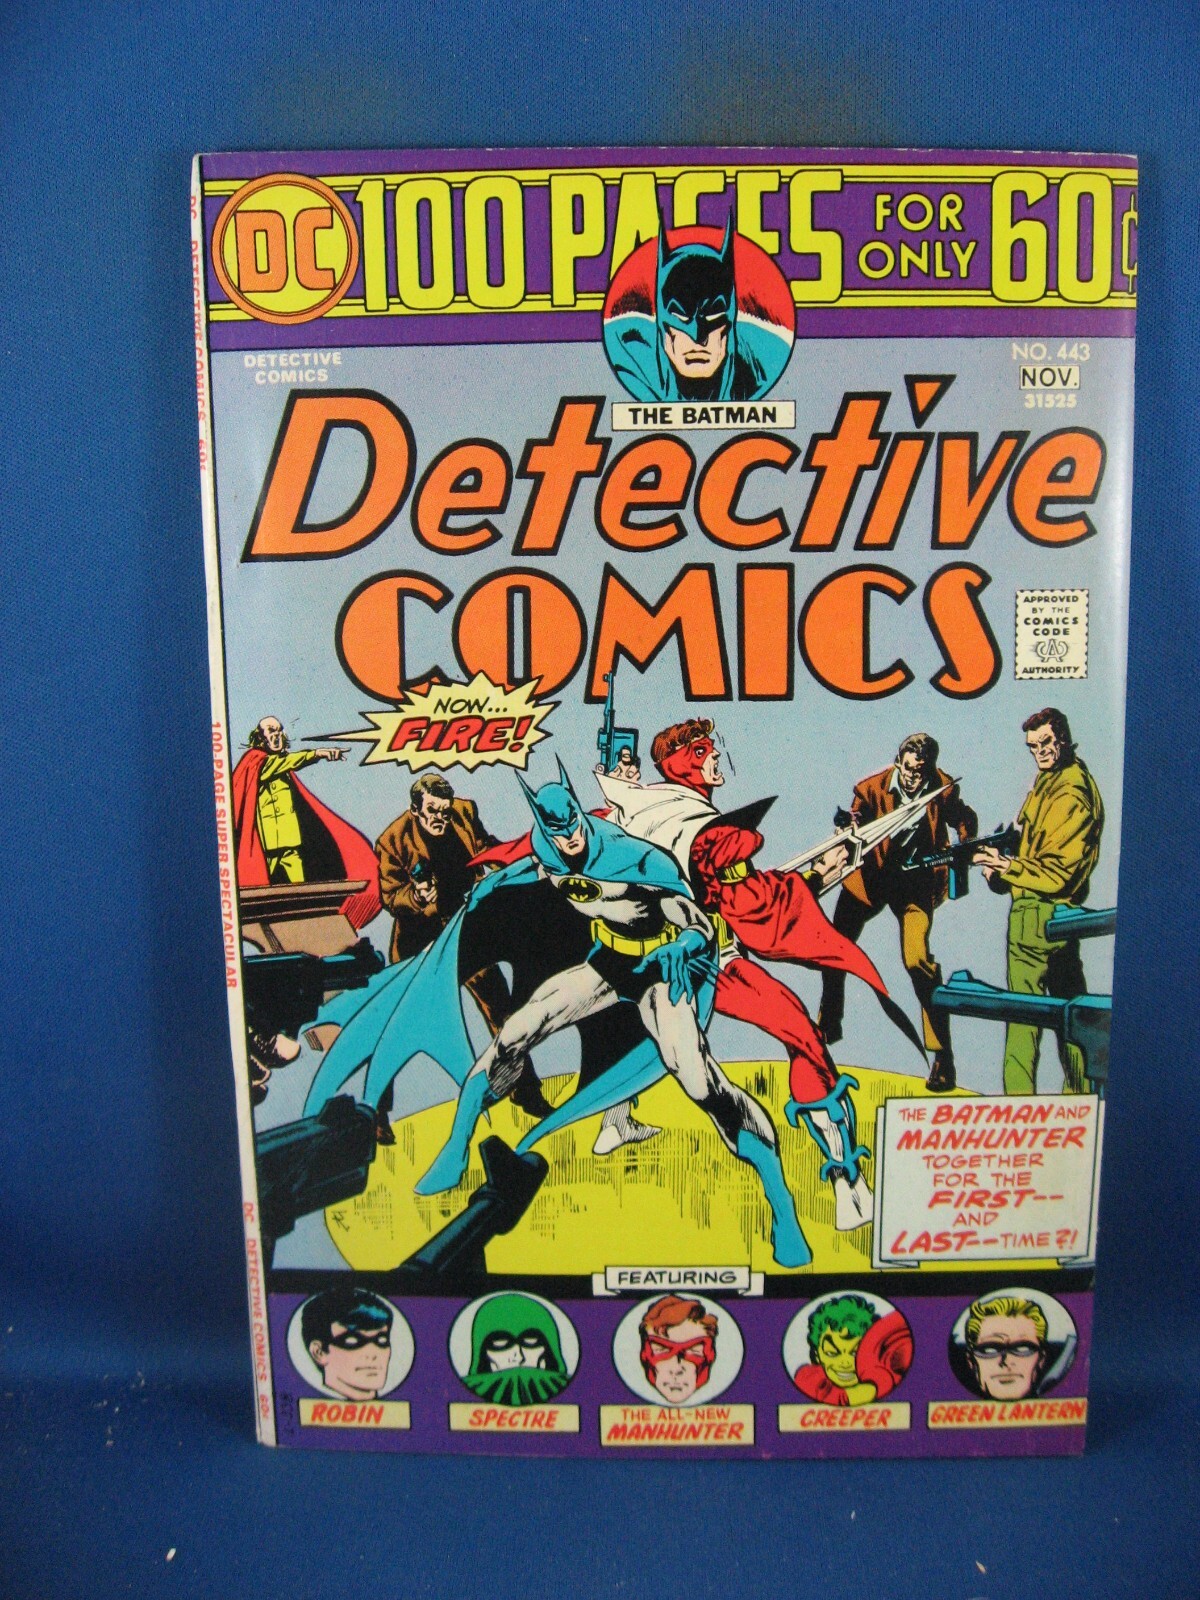 DC 100 PAGES FOR ONLY 60¢
DETECTIVE
COMICS
NO. 443
NOV.
31525
THE BATMAN
Detective
COMICS
APPROVED
BY THE
COMICS
CODE
CA
AUTHORITY
NOW...
FIRE!
THE BATMAN AND
MANHUNTER
TOGETHER
FOR THE
FIRST--
AND
LAST--TIME?!
FEATURING
ROBIN
SPECTRE
THE ALL-NEW
MANHUNTER
CREEPER
GREEN LANTERN
DC DETECTIVE COMICS 60¢
100-PAGE SUPER SPECTACULAR
DC DETECTIVE COMICS 60¢